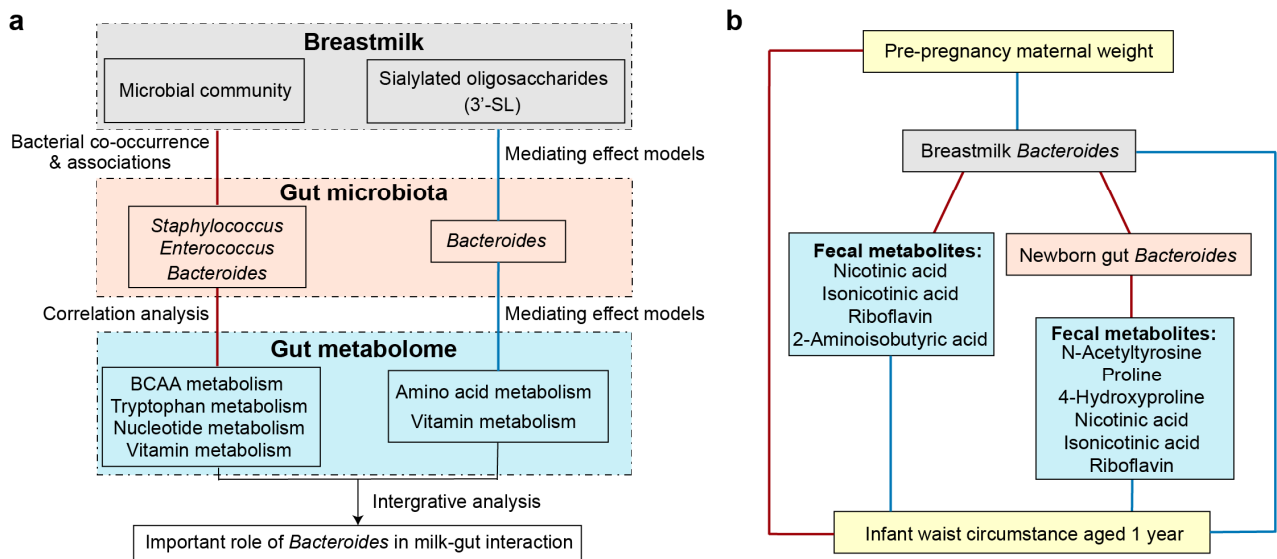 a
Breastmilk
Microbial community
Sialylated oligosaccharides
(3'-SL)
Bacterial co-occurrence
& associations
Mediating effect models
Gut microbiota
Staphylococcus
Enterococcus
Bacteroides
Bacteroides
Correlation analysis
Mediating effect models
Gut metabolome
BCAA metabolism
Tryptophan metabolism
Nucleotide metabolism
Vitamin metabolism
Amino acid metabolism
Vitamin metabolism
Intergrative analysis
Important role of Bacteroides in milk-gut interaction
b
Pre-pregnancy maternal weight
Breastmilk Bacteroides
Fecal metabolites:
Nicotinic acid
Isonicotinic acid
Riboflavin
2-Aminoisobutyric acid
Newborn gut Bacteroides
Fecal metabolites:
N-Acetyltyrosine
Proline
4-Hydroxyproline
Nicotinic acid
Isonicotinic acid
Riboflavin
Infant waist circumstance aged 1 year